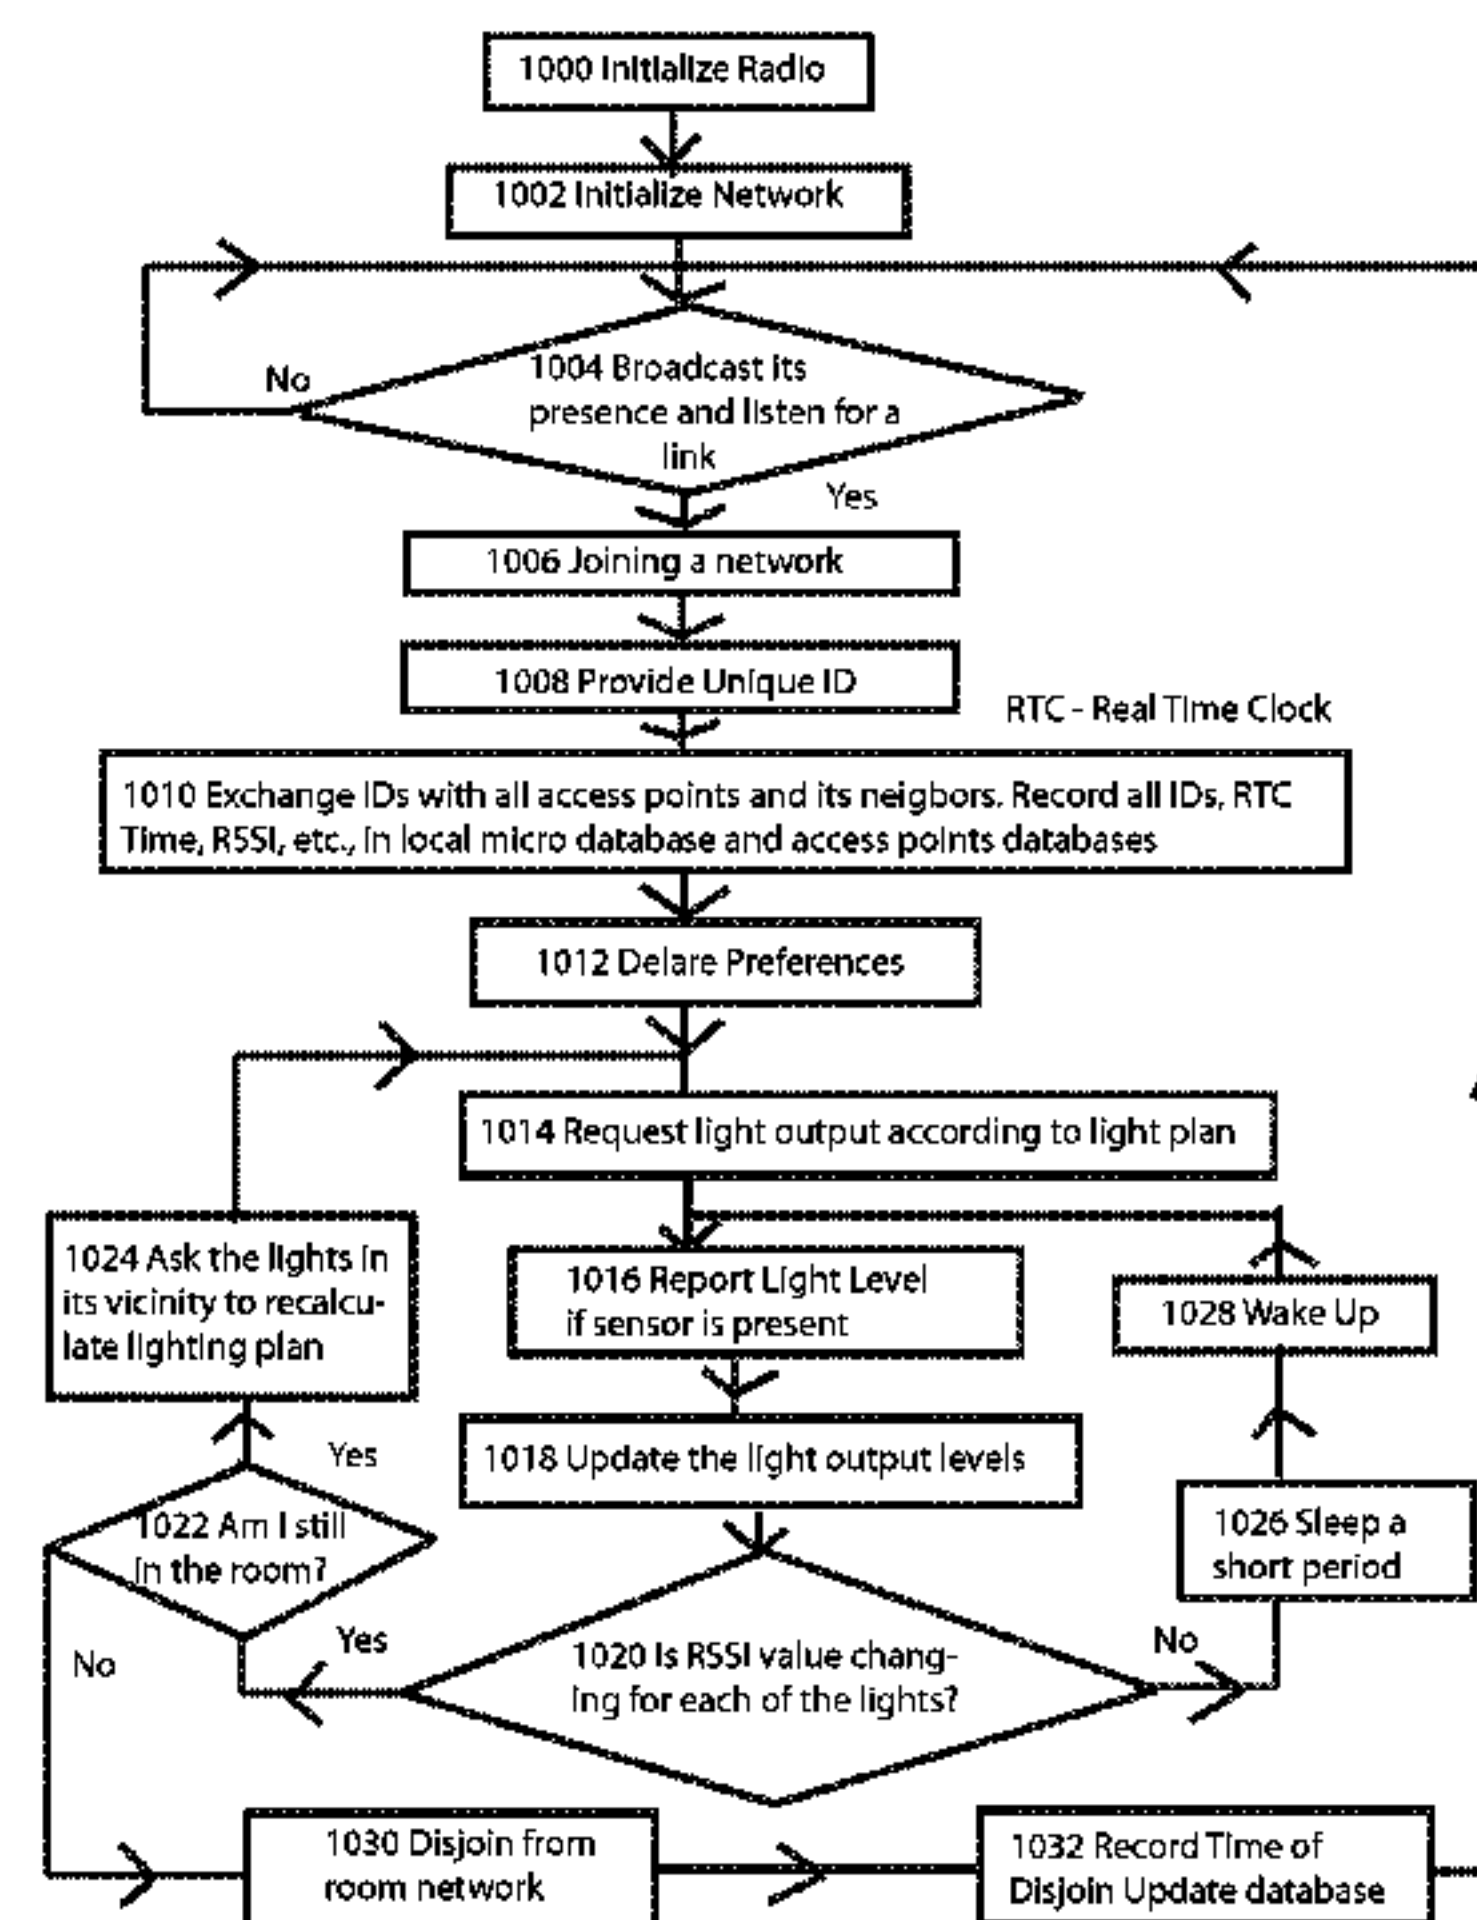 1000 Initialize Radio
1002 Initialize Network
No
1004 Broadcast its
presence and listen for a
link
Yes
1006 Joining a network
1008 Provide Unique ID
RTC - Real Time Clock
1010 Exchange IDs with all access points and its neigbors. Record all IDs, RTC
Time, RSSI, etc., in local micro database and access points databases
1012 Delare Preferences
1014 Request light output according to light plan
1024 Ask the lights in
its vicinity to recalcu-
late lighting plan
1016 Report Light Level
if sensor is present
1028 Wake Up
Yes
1018 Update the light output levels
1022 Am I still
in the room?
1026 Sleep a
short period
No
Yes
1020 Is RSSI value chang-
ing for each of the lights?
No
1030 Disjoin from
room network
1032 Record Time of
Disjoin Update database